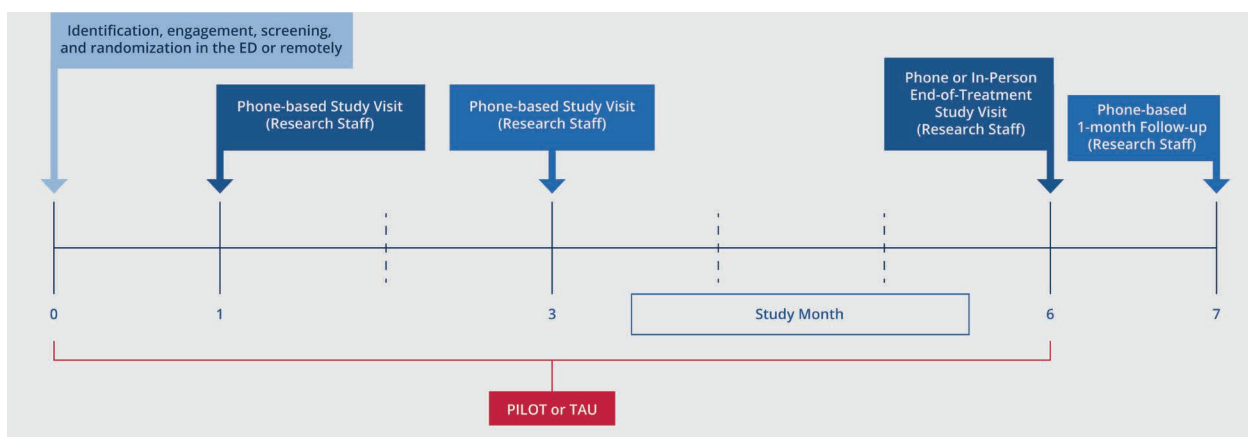 Identification, engagement, screening,
and randomization in the ED or remotely
Phone-based Study Visit
(Research Staff)
Phone-based Study Visit
(Research Staff)
Phone or In-Person
End-of-Treatment
Study Visit
(Research Staff)
Phone-based
1-month Follow-up
(Research Staff)
0
1
3
Study Month
6
7
PILOT or TAU